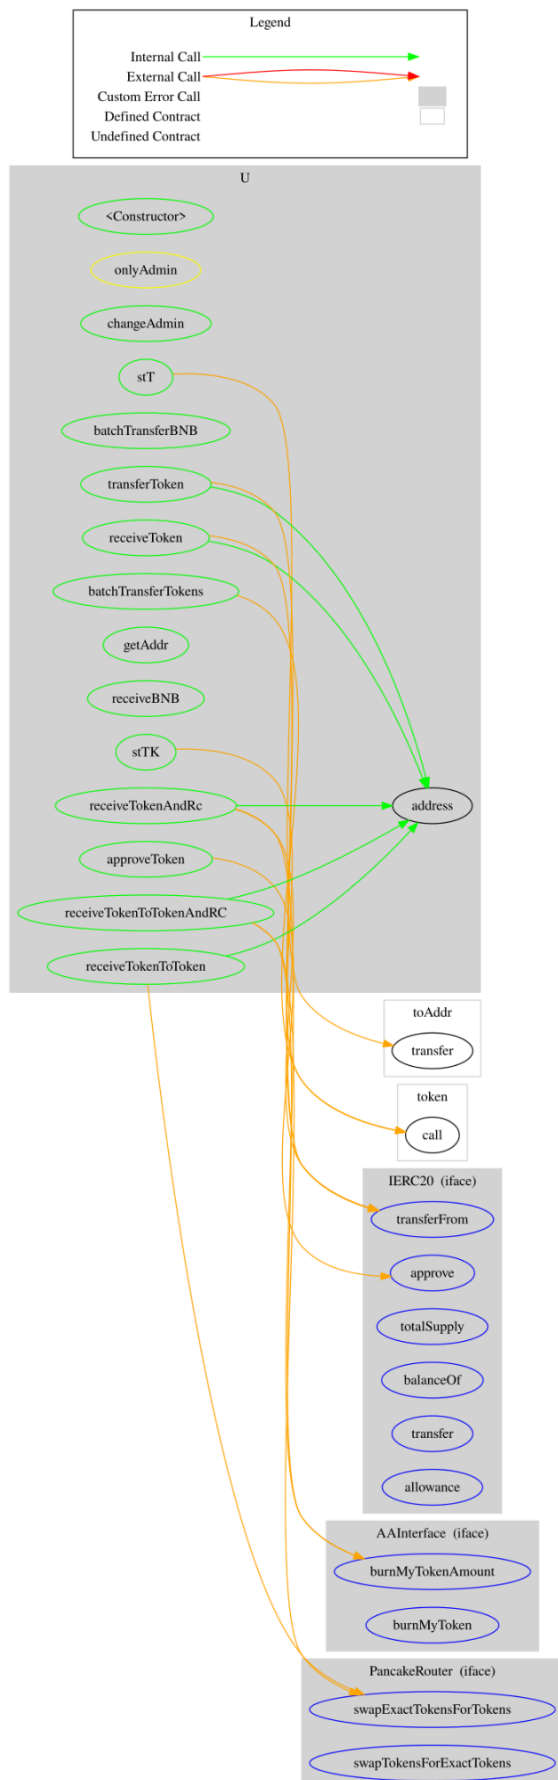 Legend
Internal Call
External Call
Custom Error Call
Defined Contract
Undefined Contract
U
<Constructor>
onlyAdmin
changeAdmin
stT
batchTransferBNB
transferToken
receiveToken
batchTransferTokens
getAddr
receiveBNB
stTK
receiveTokenAndRc
address
approveToken
receiveTokenToTokenAndRC
receiveTokenToToken
toAddr
transfer
token
call
IERC20 (iface)
transferFrom
approve
totalSupply
balanceOf
transfer
allowance
AAInterface (iface)
burnMyTokenAmount
burnMyToken
PancakeRouter (iface)
swapExactTokensForTokens
swapTokensForExactTokens